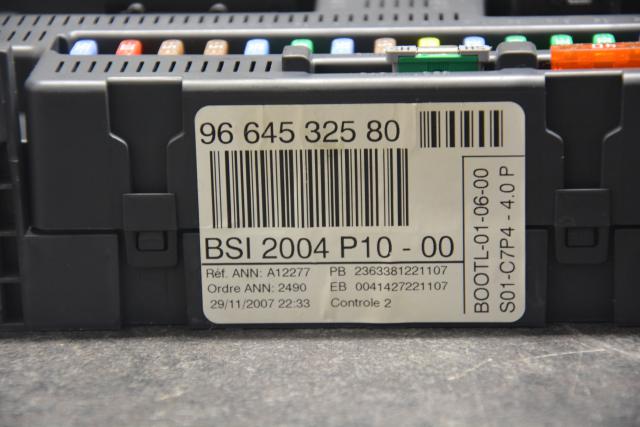 96 645 325 80
BSI 2004 P10 - 00
Réf. ANN: A12277 PB 2363381221107
Ordre ANN: 2490 EB 0041427221107
29/11/2007 22:33 Controle 2
BOOTL-01-06-00
S01-C7P4 - 4.0 P
40